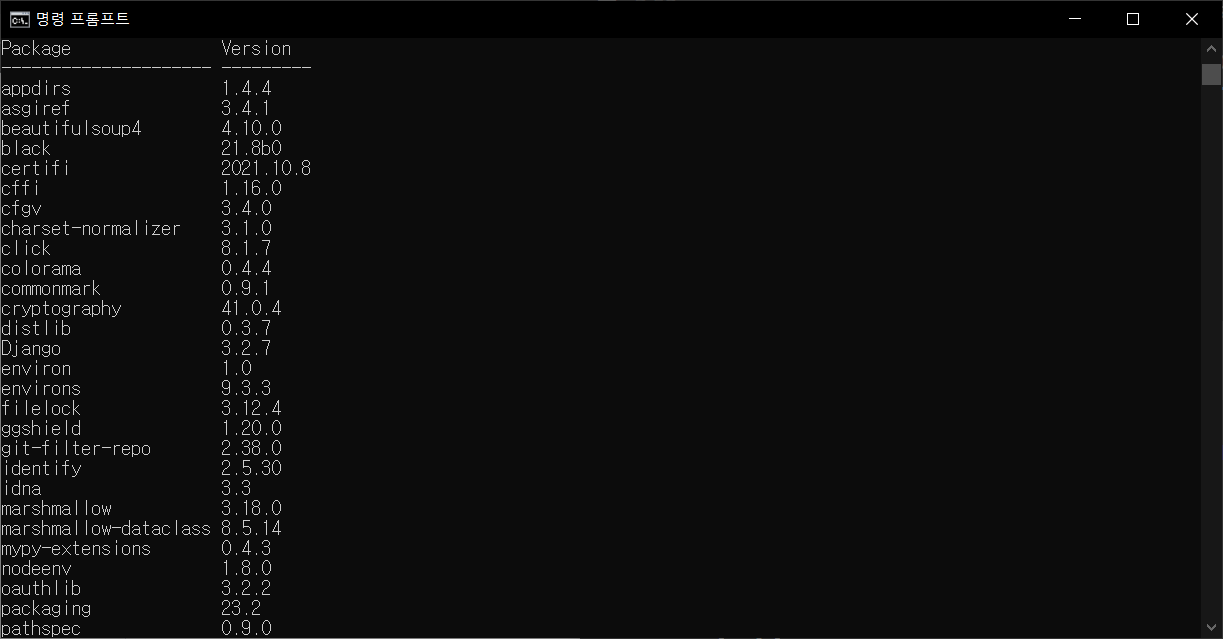 명령 프롬프트
Package Version
--------------------- ---------
appdirs 1.4.4
asgiref 3.4.1
beautifulsoup4 4.10.0
black 21.8b0
certifi 2021.10.8
cffi 1.16.0
cfgv 3.4.0
charset-normalizer 3.1.0
click 8.1.7
colorama 0.4.4
commonmark 0.9.1
cryptography 41.0.4
distlib 0.3.7
Django 3.2.7
environ 1.0
environs 9.3.3
filelock 3.12.4
ggshield 1.20.0
git-filter-repo 2.38.0
identify 2.5.30
idna 3.3
marshmallow 3.18.0
marshmallow-dataclass 8.5.14
mypy-extensions 0.4.3
nodeenv 1.8.0
oauthlib 3.2.2
packaging 23.2
pathspec 0.9.0